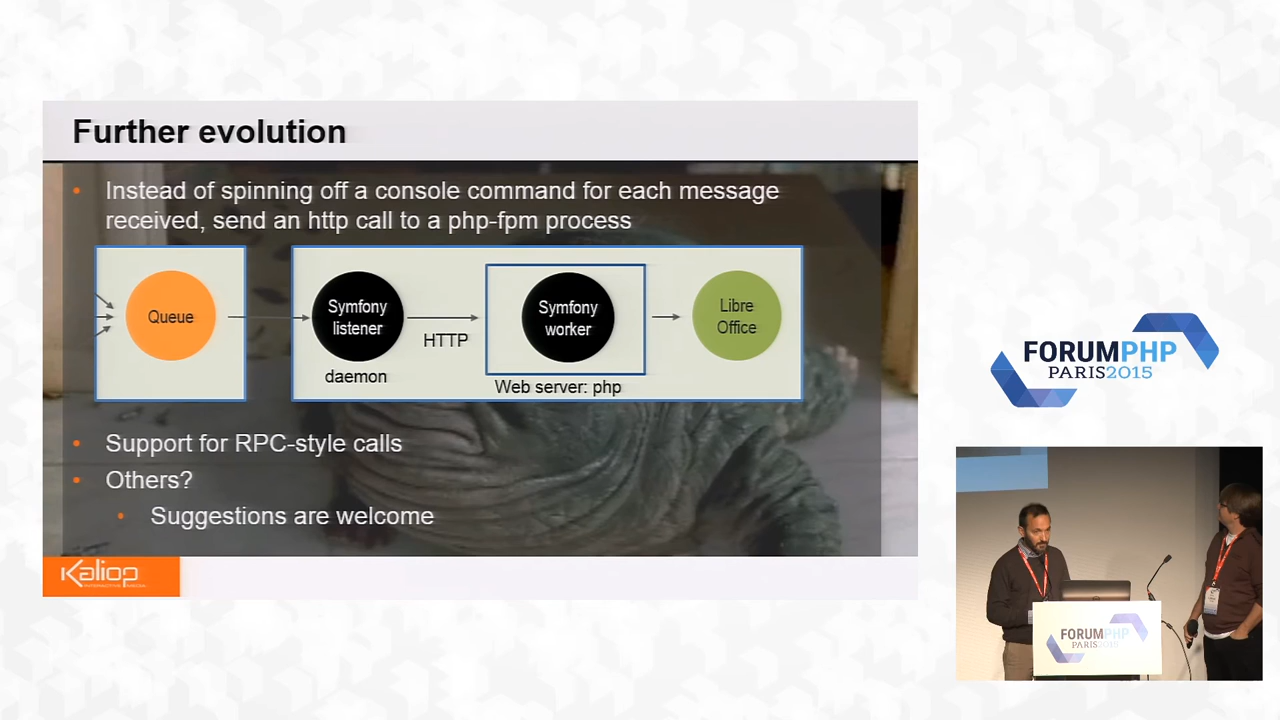 Further evolution
• Instead of spinning off a console command for each message
received, send an http call to a php-fpm process
Queue
Symfony
listener
daemon
HTTP
Symfony
worker
Web server: php
Libre
Office
• Support for RPC-style calls
• Others?
• Suggestions are welcome
Kaliop
FORUMPHP
PARIS2015
FORUMPHP
PARIS2015